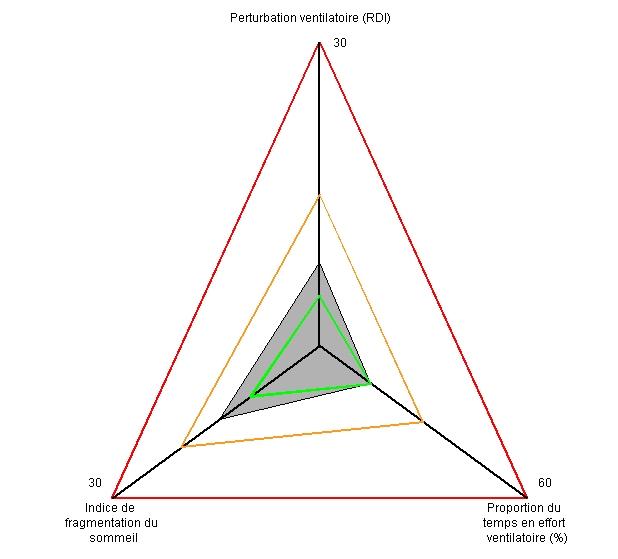 Perturbation ventilatoire (RDI)
30
30
60
Indice de
fragmentation du
sommeil
Proportion du
temps en effort
ventilatoire (%)